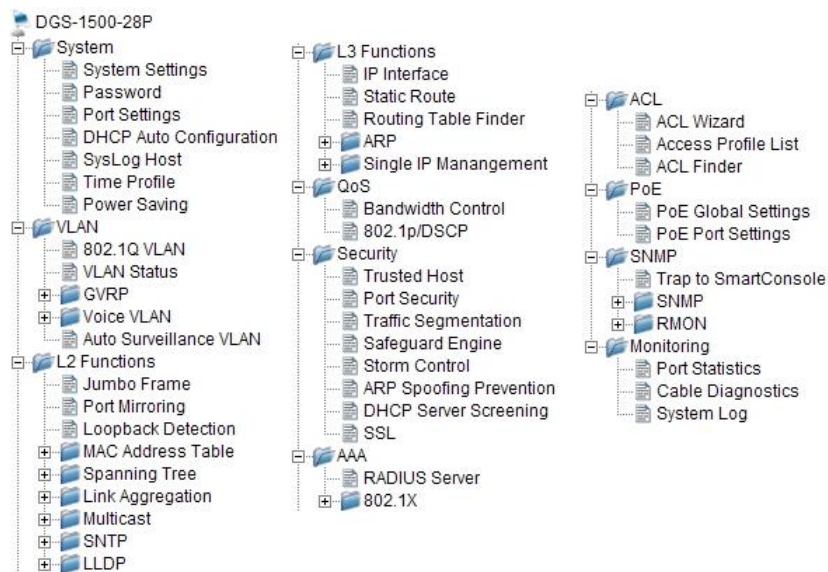 DGS-1500-28P
System
System Settings
Password
Port Settings
DHCP Auto Configuration
SysLog Host
Time Profile
Power Saving
VLAN
802.1Q VLAN
VLAN Status
GVRP
Voice VLAN
Auto Surveillance VLAN
L2 Functions
Jumbo Frame
Port Mirroring
Loopback Detection
MAC Address Table
Spanning Tree
Link Aggregation
Multicast
SNTP
LLDP
L3 Functions
IP Interface
Static Route
Routing Table Finder
ARP
Single IP Manangement
QoS
Bandwidth Control
802.1p/DSCP
Security
Trusted Host
Port Security
Traffic Segmentation
Safeguard Engine
Storm Control
ARP Spoofing Prevention
DHCP Server Screening
SSL
AAA
RADIUS Server
802.1X
ACL
ACL Wizard
Access Profile List
ACL Finder
PoE
PoE Global Settings
PoE Port Settings
SNMP
Trap to SmartConsole
SNMP
RMON
Monitoring
Port Statistics
Cable Diagnostics
System Log